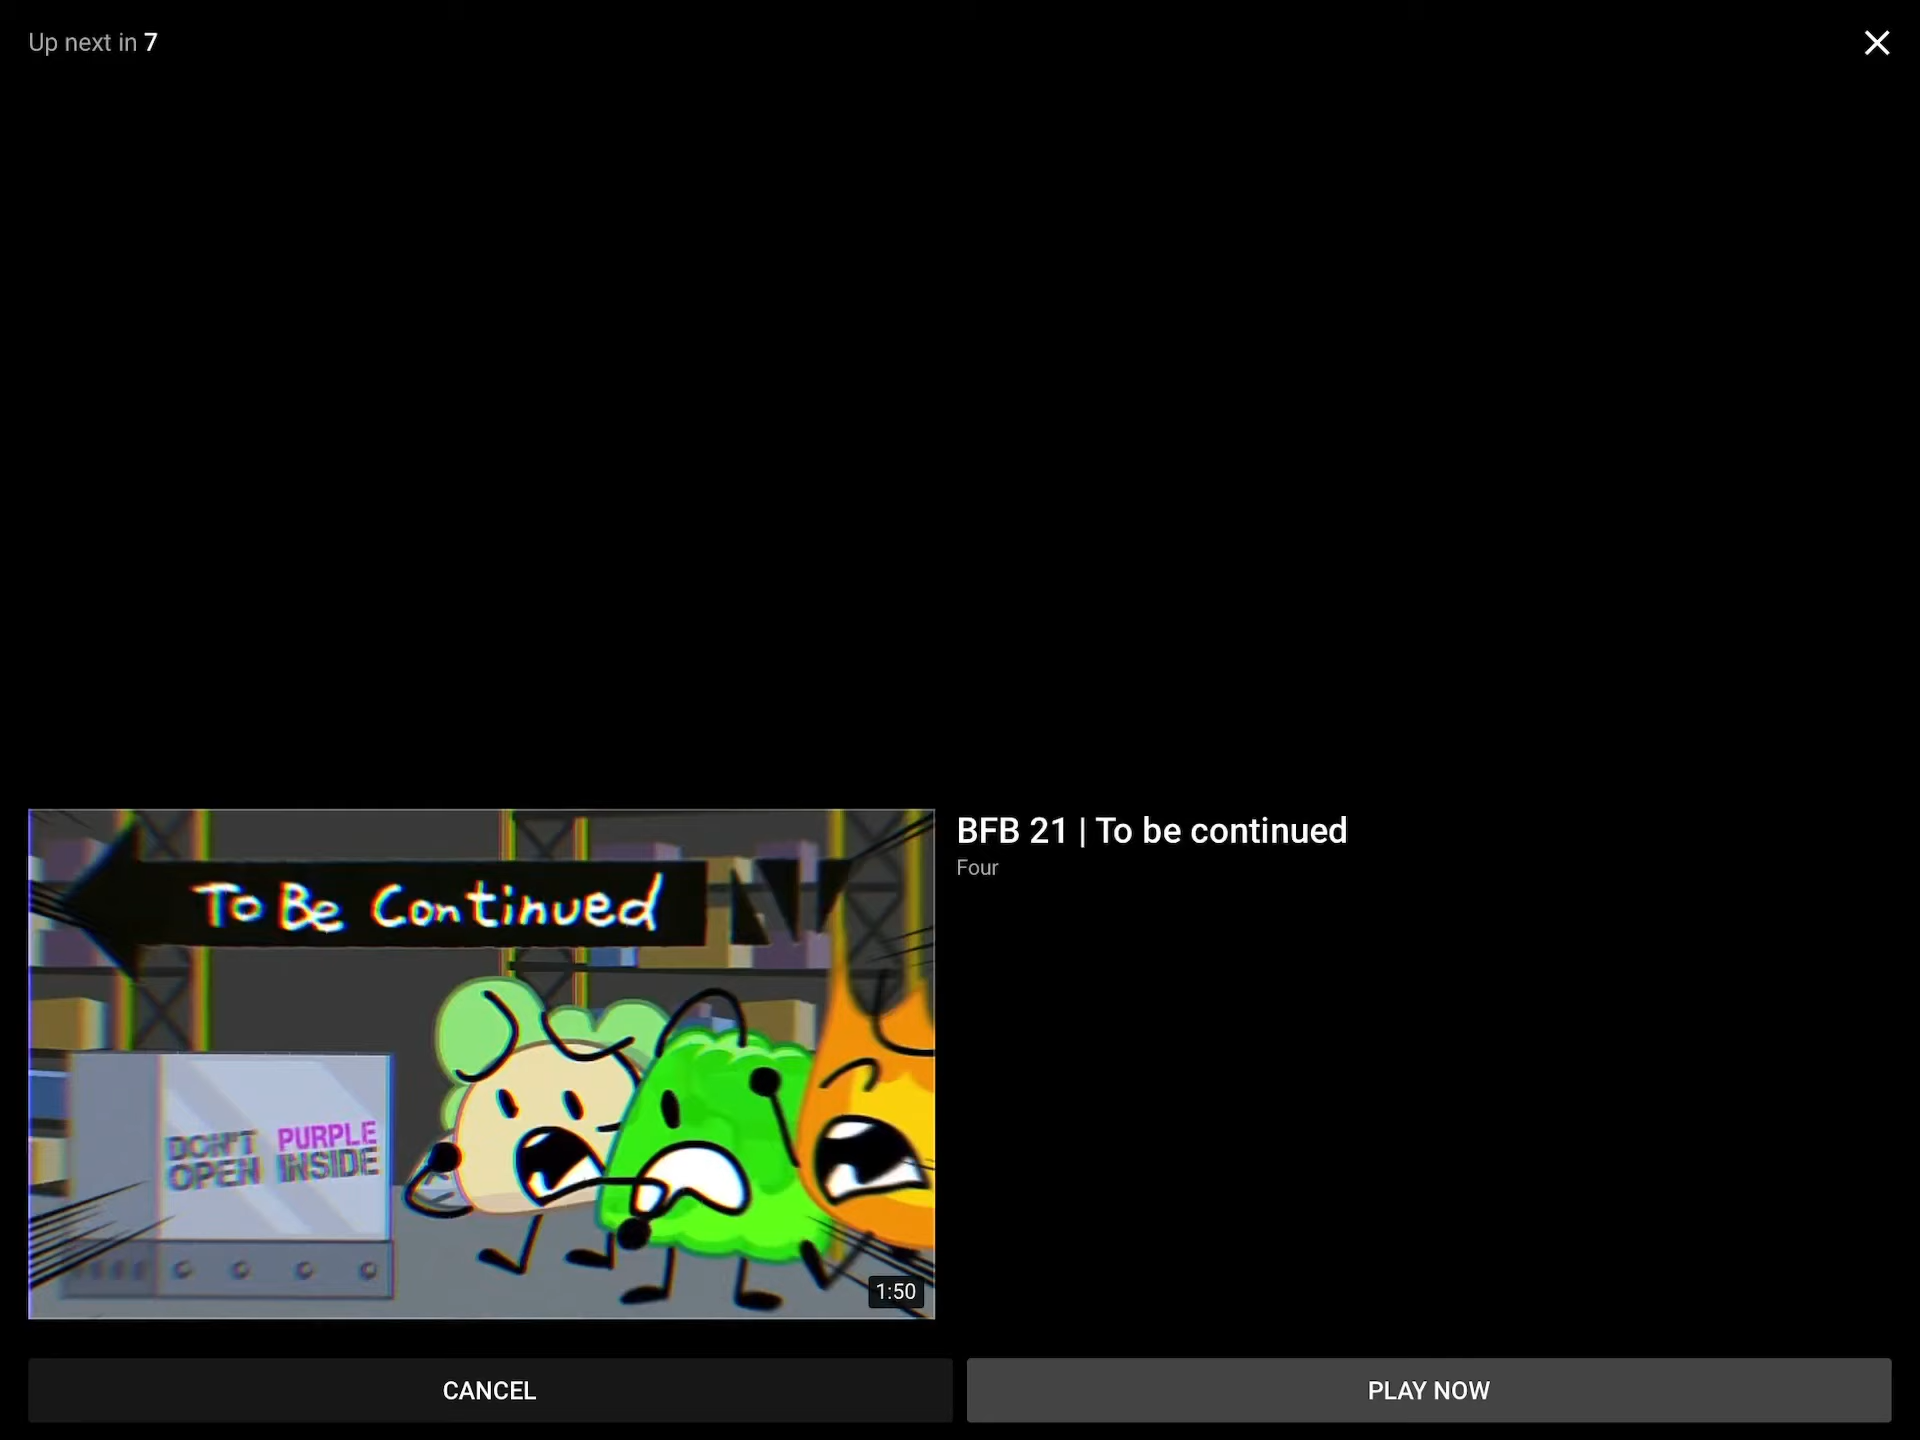 Up next in 7
To Be Continued
DON'T PURPLE
OPEN INSIDE
1:50
BFB 21 | To be continued
Four
CANCEL
PLAY NOW